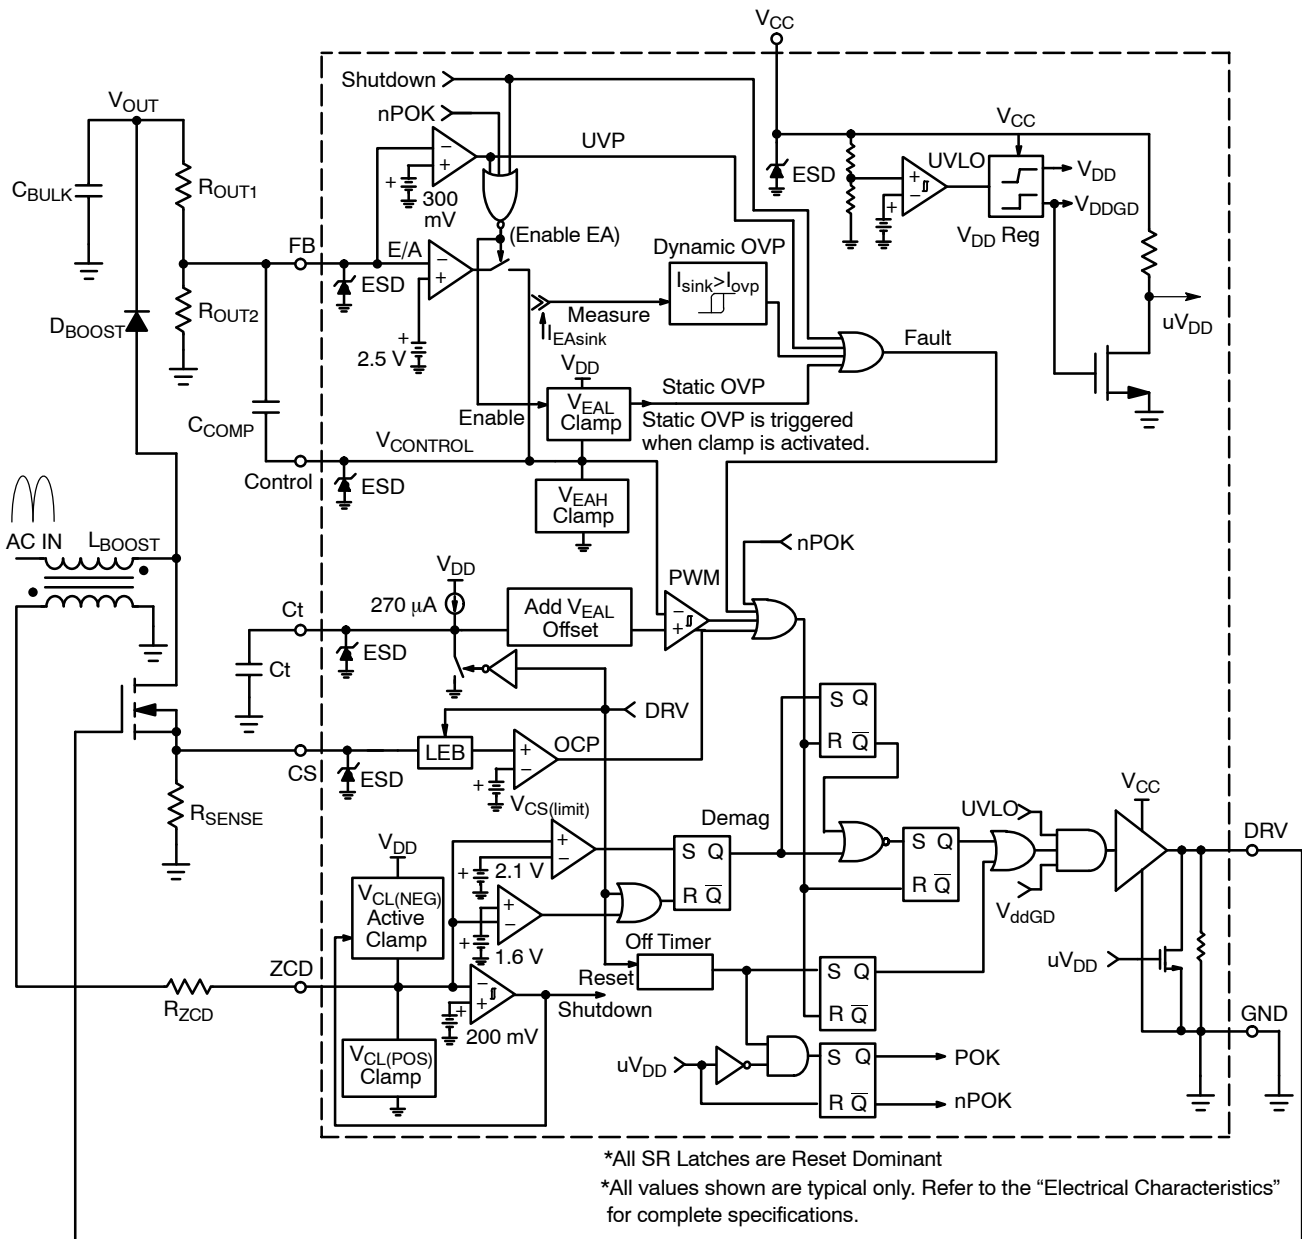 VCC
Shutdown
nPOK
VOUT
UVP
VCC
UVLO
ESD
VDD
VDDGD
VDD Reg
CBULK
ROUT1
+
−
+
300
mV
+
−
+
(Enable EA)
FB
E/A
Dynamic OVP
Isink>Iovp
ESD
Measure
IEAsink
uVDD
ROUT2
DBOOST
+
2.5 V
Fault
VDD
VEAL
Clamp
Static OVP
Enable
Static OVP is triggered
when clamp is activated.
CCOMP
VCONTROL
Control
ESD
VEAH
Clamp
AC IN
LBOOST
nPOK
VDD
PWM
270 μA
Ct
Add VEAL
Offset
−
+
ESD
Ct
DRV
S Q
R Q
LEB
OCP
+
−
+
CS
ESD
VCS(limit)
RSENSE
VCC
UVLO
Demag
DRV
VDD
+
−
+
2.1 V
S Q
R Q
S Q
R Q
VCL(NEG)
Active
Clamp
+
−
+
1.6 V
VddGD
Off Timer
ZCD
Reset
S Q
R Q
uVDD
RZCD
−
+
+
200 mV
Shutdown
GND
VCL(POS)
Clamp
uVDD
S Q
R Q
POK
nPOK
*All SR Latches are Reset Dominant
*All values shown are typical only. Refer to the “Electrical Characteristics”
for complete specifications.